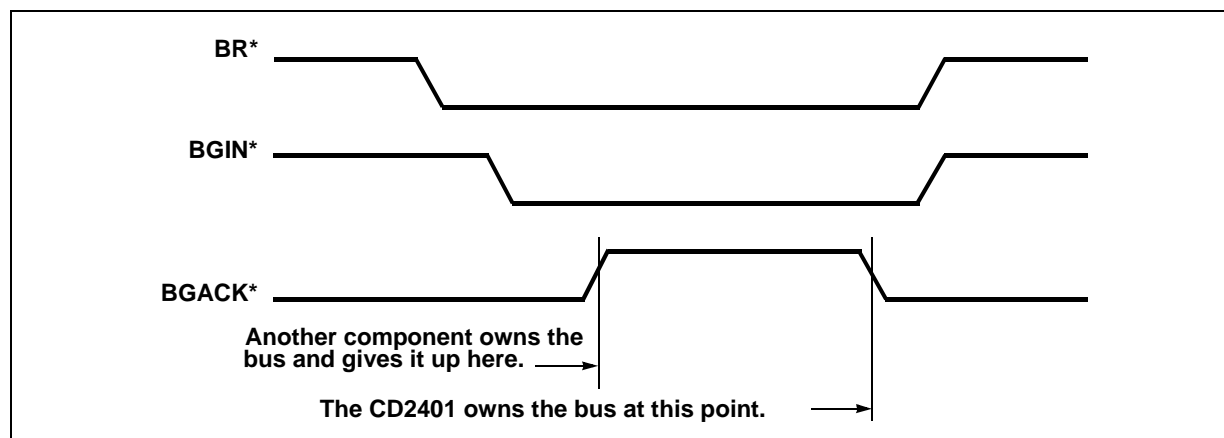 BR*
BGIN*
BGACK*
Another component owns the
bus and gives it up here.
The CD2401 owns the bus at this point.